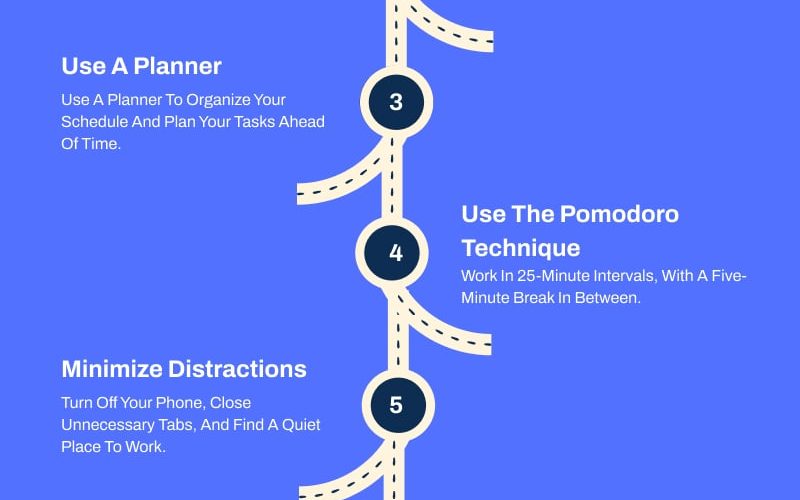 Use A Planner
Use A Planner To Organize Your
Schedule And Plan Your Tasks Ahead
Of Time.
3
4
Use The Pomodoro
Technique
Work In 25-Minute Intervals, With A Five-
Minute Break In Between.
Minimize Distractions
Turn Off Your Phone, Close
Unnecessary Tabs, And Find A Quiet
Place To Work.
5